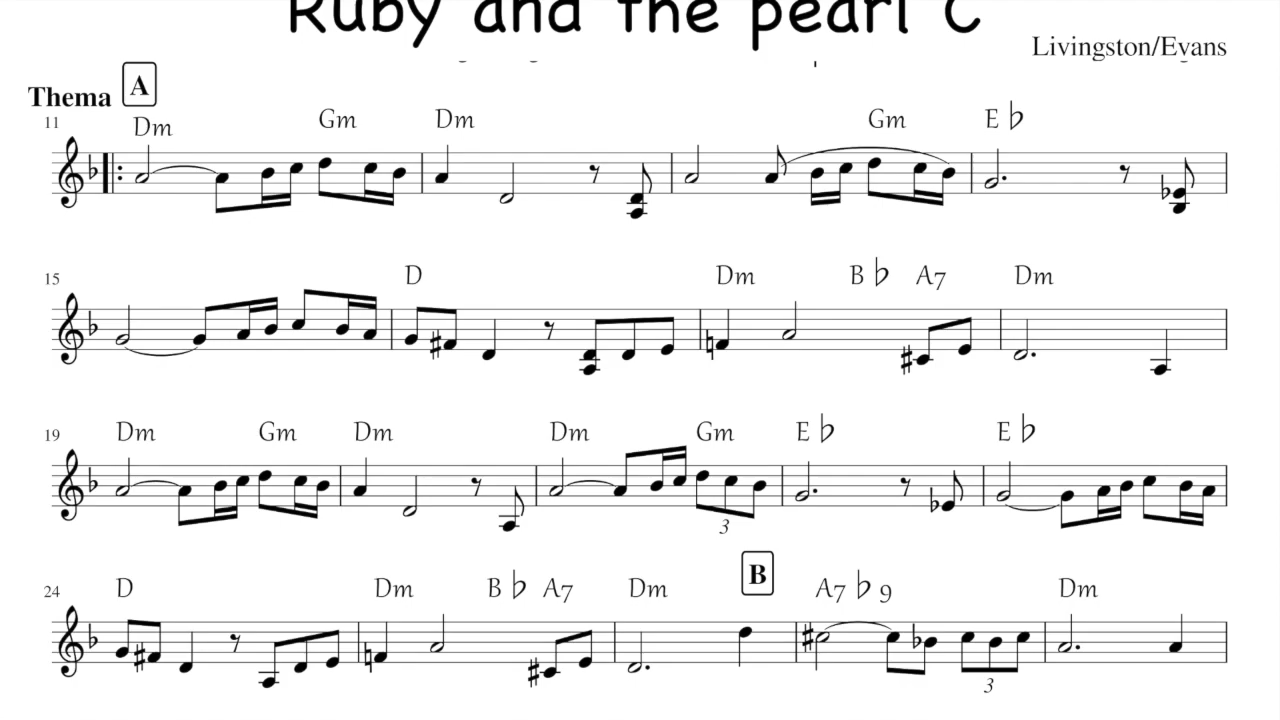 Ruby and the pearl C
Livingston/Evans
Thema A
11 Dm Gm Dm Gm E♭
15 D Dm B♭ A7 Dm
19 Dm Gm Dm Dm Gm E♭ E♭
3
B
24 D Dm B♭ A7 Dm A7♭9 Dm
3